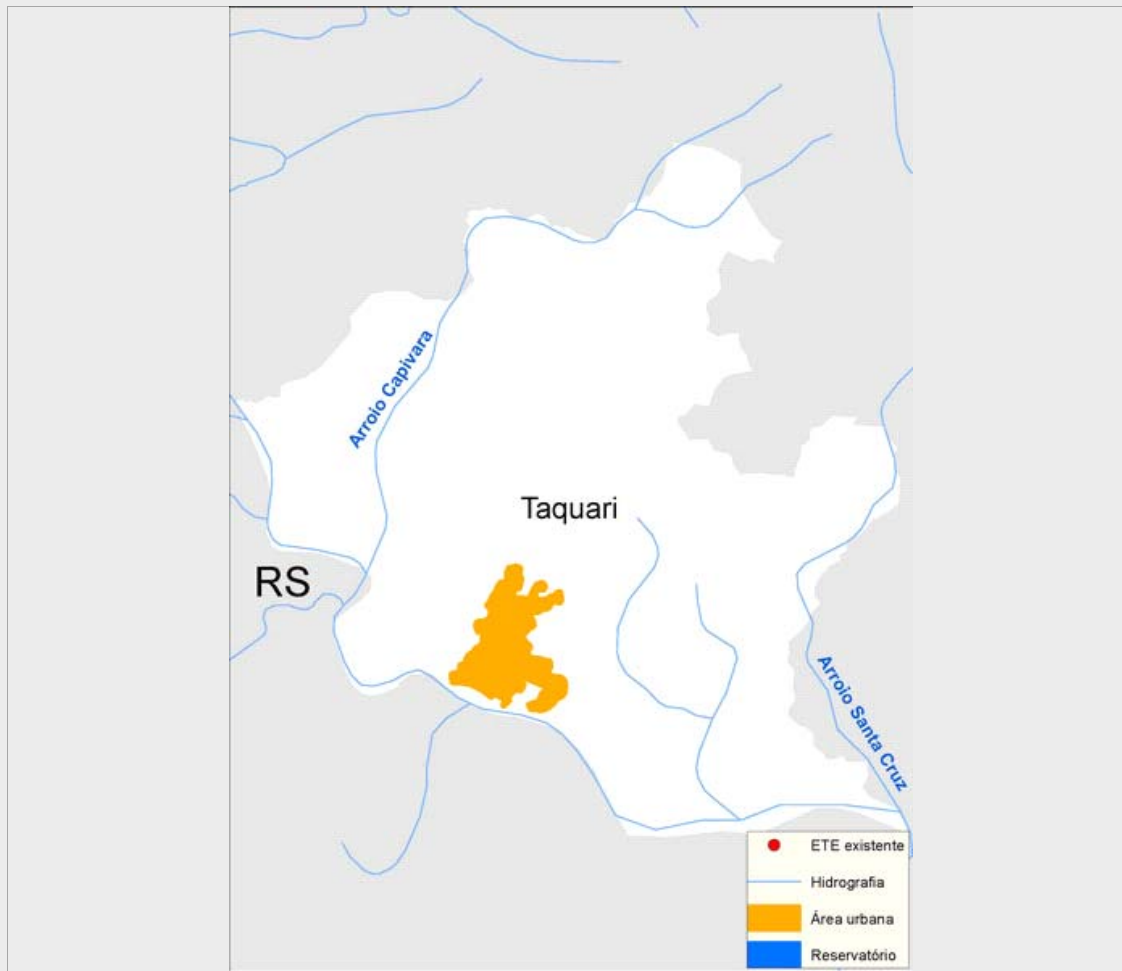 Arroio Capivara
Taquari
RS
Arroio Santa Cruz
ETE existente
Hidrografia
Área urbana
Reservatório